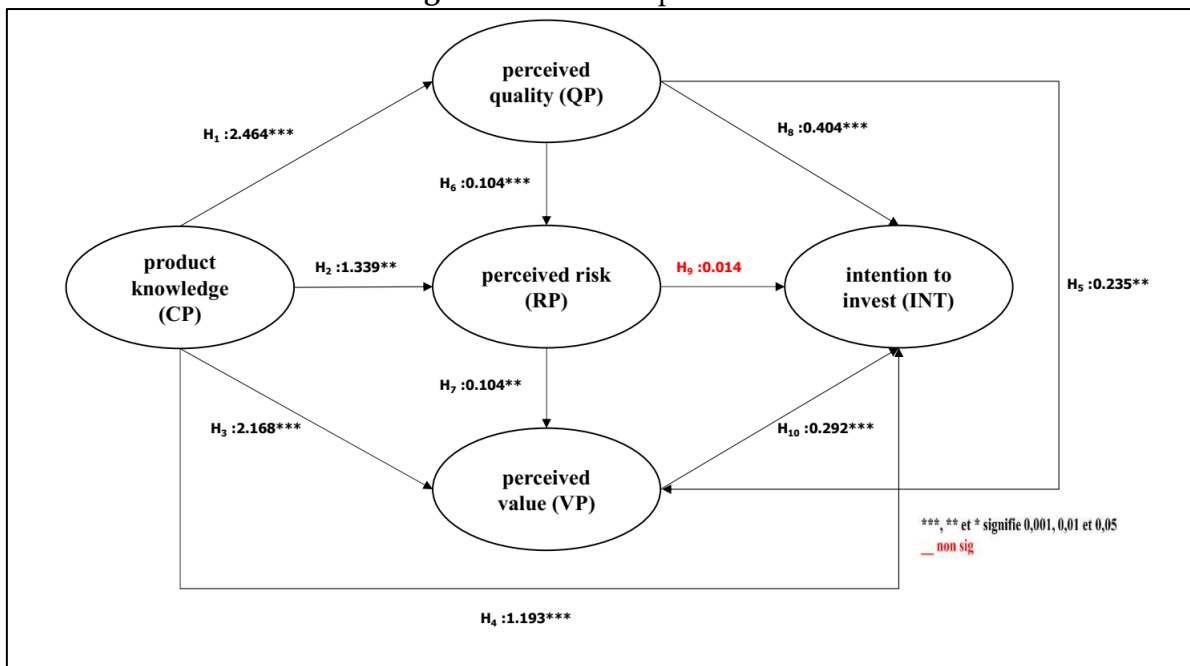 perceived
quality (QP)
H1 :2.464***
H8 :0.404***
H6 :0.104***
product
knowledge
(CP)
H2 :1.339**
perceived risk
(RP)
H9 :0.014
intention to
invest (INT)
H5 :0.235**
H7 :0.104**
H3 :2.168***
H10 :0.292***
perceived
value (VP)
***, ** et * signifie 0,001, 0,01 et 0,05
__ non sig
H4 :1.193***